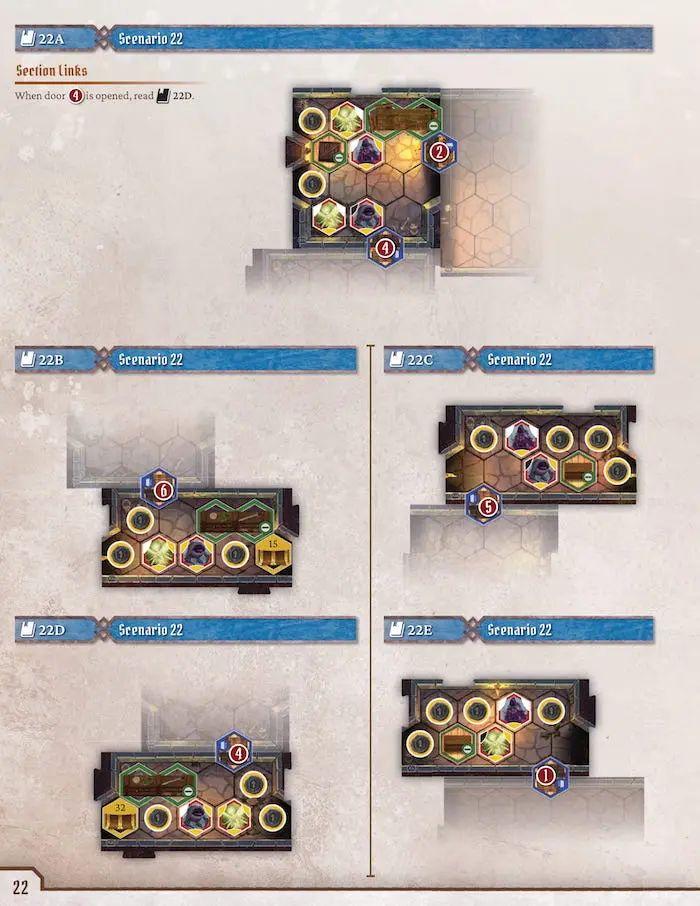 22A Scenario 22
Section Links
When door 4 is opened, read 22D.
2
4
22B Scenario 22
6
15
22C Scenario 22
5
22D Scenario 22
4
32
22E Scenario 22
1
22